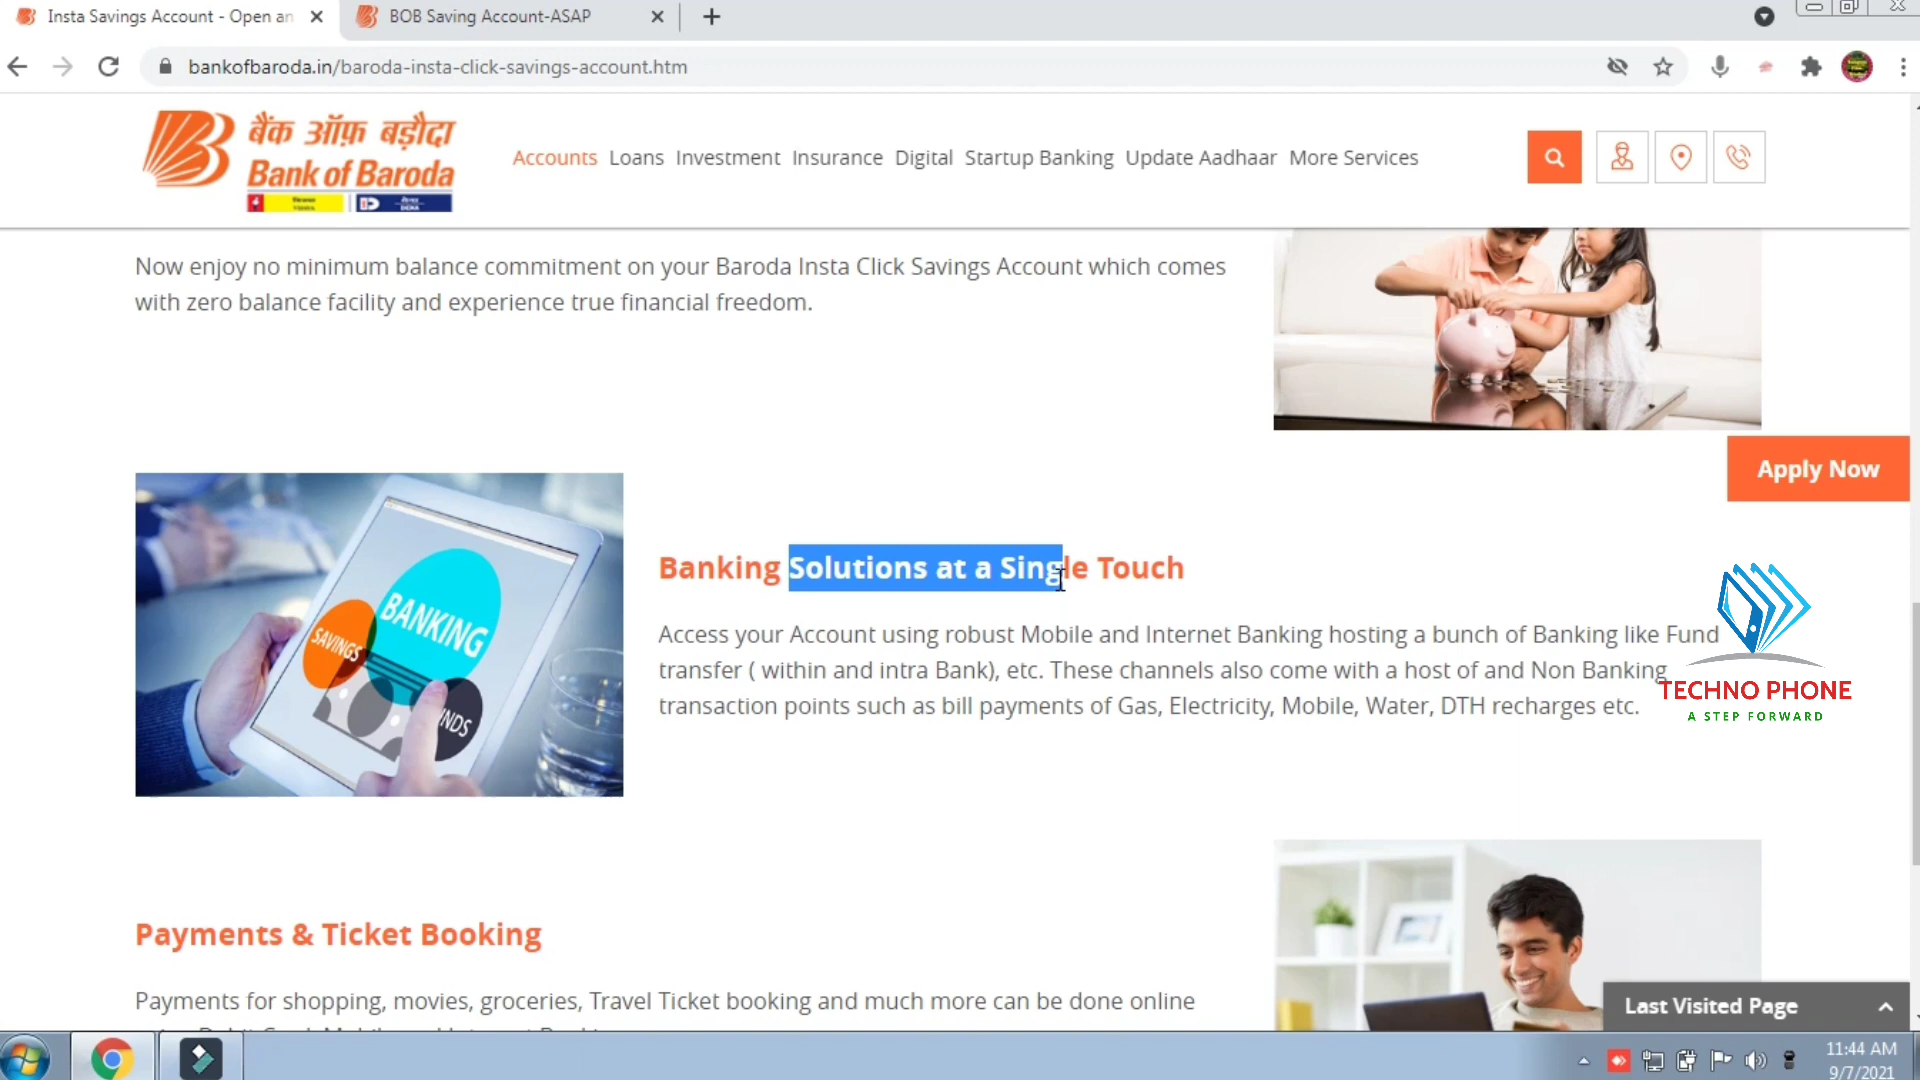 Insta Savings Account - Open an
BOB Saving Account-ASAP
bankofbaroda.in/baroda-insta-click-savings-account.htm
बैंक ऑफ़ बड़ौदा
Bank of Baroda
Accounts Loans Investment Insurance Digital Startup Banking Update Aadhaar More Services
Now enjoy no minimum balance commitment on your Baroda Insta Click Savings Account which comes
with zero balance facility and experience true financial freedom.
Apply Now
BANKING
SAVINGS
Banking Solutions at a Single Touch
Access your Account using robust Mobile and Internet Banking hosting a bunch of Banking like Fund
transfer ( within and intra Bank), etc. These channels also come with a host of and Non Banking
transaction points such as bill payments of Gas, Electricity, Mobile, Water, DTH recharges etc.
TECHNO PHONE
A STEP FORWARD
Payments & Ticket Booking
Payments for shopping, movies, groceries, Travel Ticket booking and much more can be done online
Last Visited Page
11:44 AM
9/7/2021